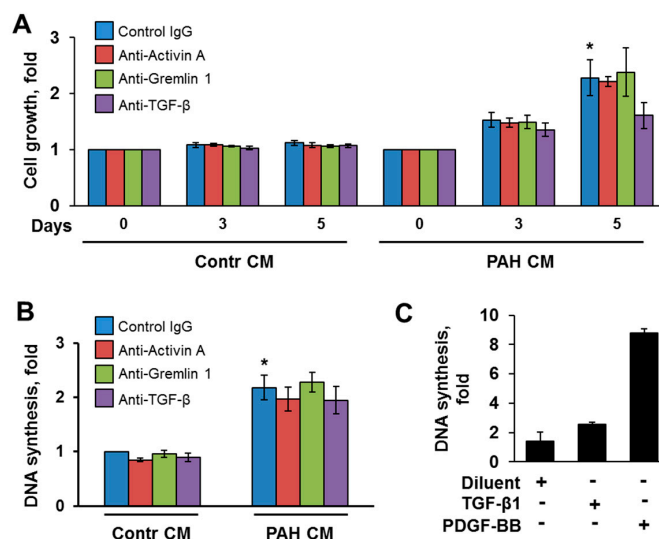 A
Control IgG
Anti-Activin A
Anti-Gremlin 1
Anti-TGF-β
Cell growth, fold
3
2
1
0
*
Days 0 3 5 0 3 5
Contr CM PAH CM
B
Control IgG
Anti-Activin A
Anti-Gremlin 1
Anti-TGF-β
DNA synthesis, fold
3
2
1
0
*
Contr CM PAH CM
C
DNA synthesis,
fold
10
8
6
4
2
0
Diluent + - -
TGF-β1 - + -
PDGF-BB - - +